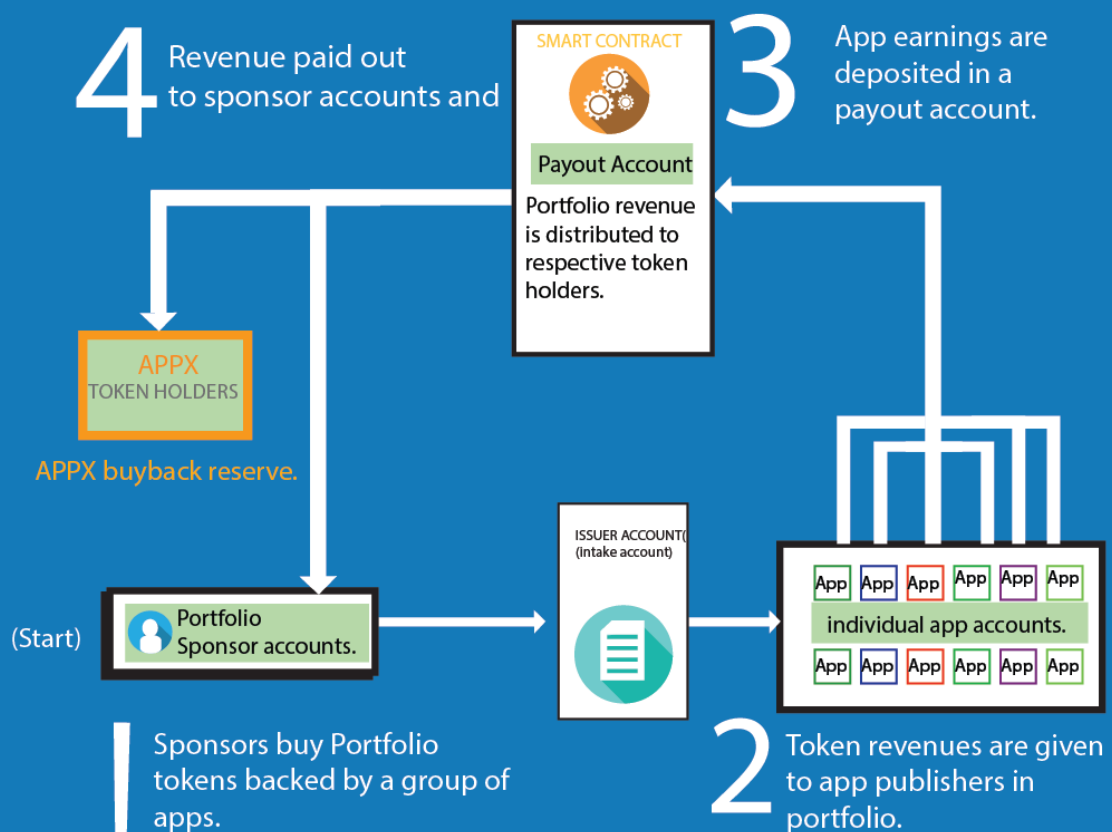 4
Revenue paid out
to sponsor accounts and
SMART CONTRACT
Payout Account
Portfolio revenue
is distributed to
respective token
holders.
3
App earnings are
deposited in a
payout account.
APPX
TOKEN HOLDERS
APPX buyback reserve.
(Start)
Portfolio
Sponsor accounts.
ISSUER ACCOUNT(
(intake account)
App App App App App App
individual app accounts.
App App App App App App
1
Sponsors buy Portfolio
tokens backed by a group of
apps.
2
Token revenues are given
to app publishers in
portfolio.